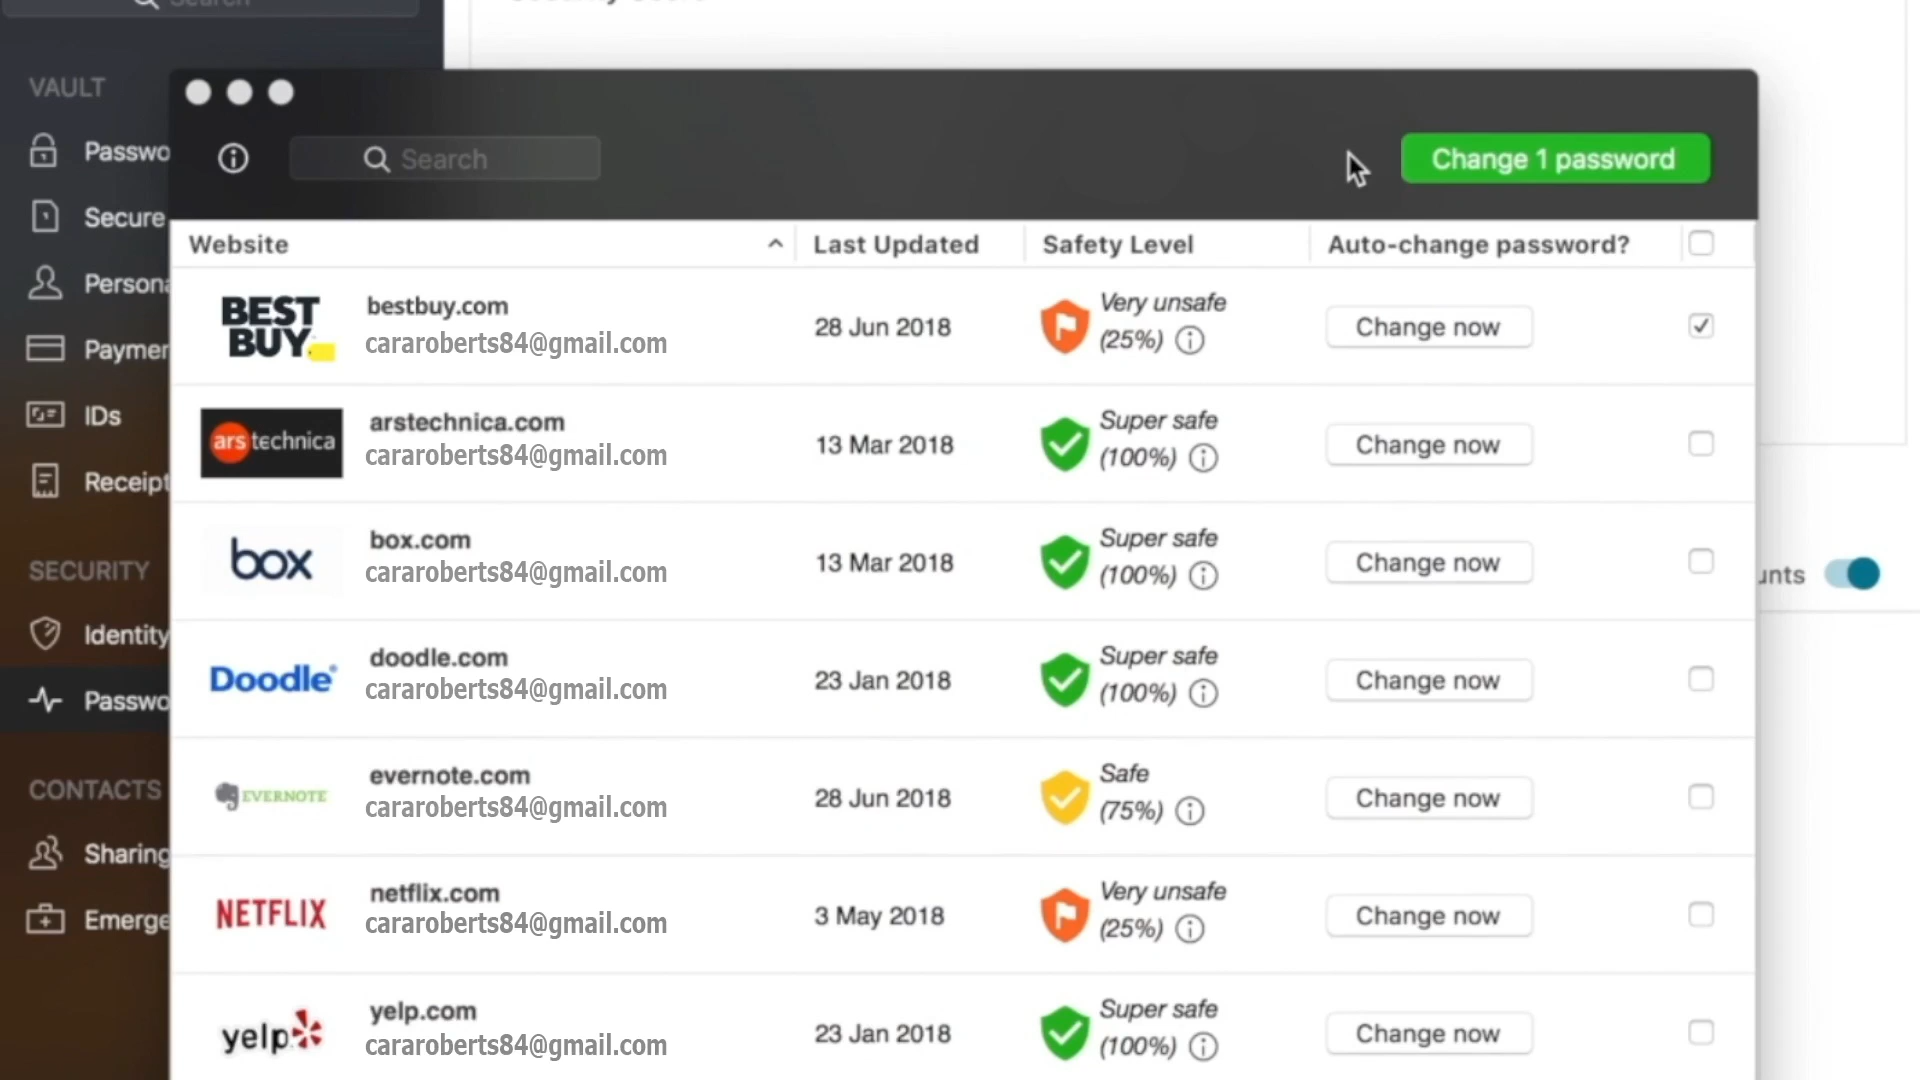 Search
VAULT
Passwo
Secure
Persona
Paymer
IDs
Receipt
SECURITY
Identity
Passwo
CONTACTS
Sharing
Emerge
Search
Change 1 password
Website
Last Updated
Safety Level
Auto-change password?
BEST
BUY
bestbuy.com
cararoberts84@gmail.com
28 Jun 2018
Very unsafe
(25%)
Change now
ars technica
arstechnica.com
cararoberts84@gmail.com
13 Mar 2018
Super safe
(100%)
Change now
box
box.com
cararoberts84@gmail.com
13 Mar 2018
Super safe
(100%)
Change now
Doodle
doodle.com
cararoberts84@gmail.com
23 Jan 2018
Super safe
(100%)
Change now
EVERNOTE
evernote.com
cararoberts84@gmail.com
28 Jun 2018
Safe
(75%)
Change now
NETFLIX
netflix.com
cararoberts84@gmail.com
3 May 2018
Very unsafe
(25%)
Change now
yelp
yelp.com
cararoberts84@gmail.com
23 Jan 2018
Super safe
(100%)
Change now
unts